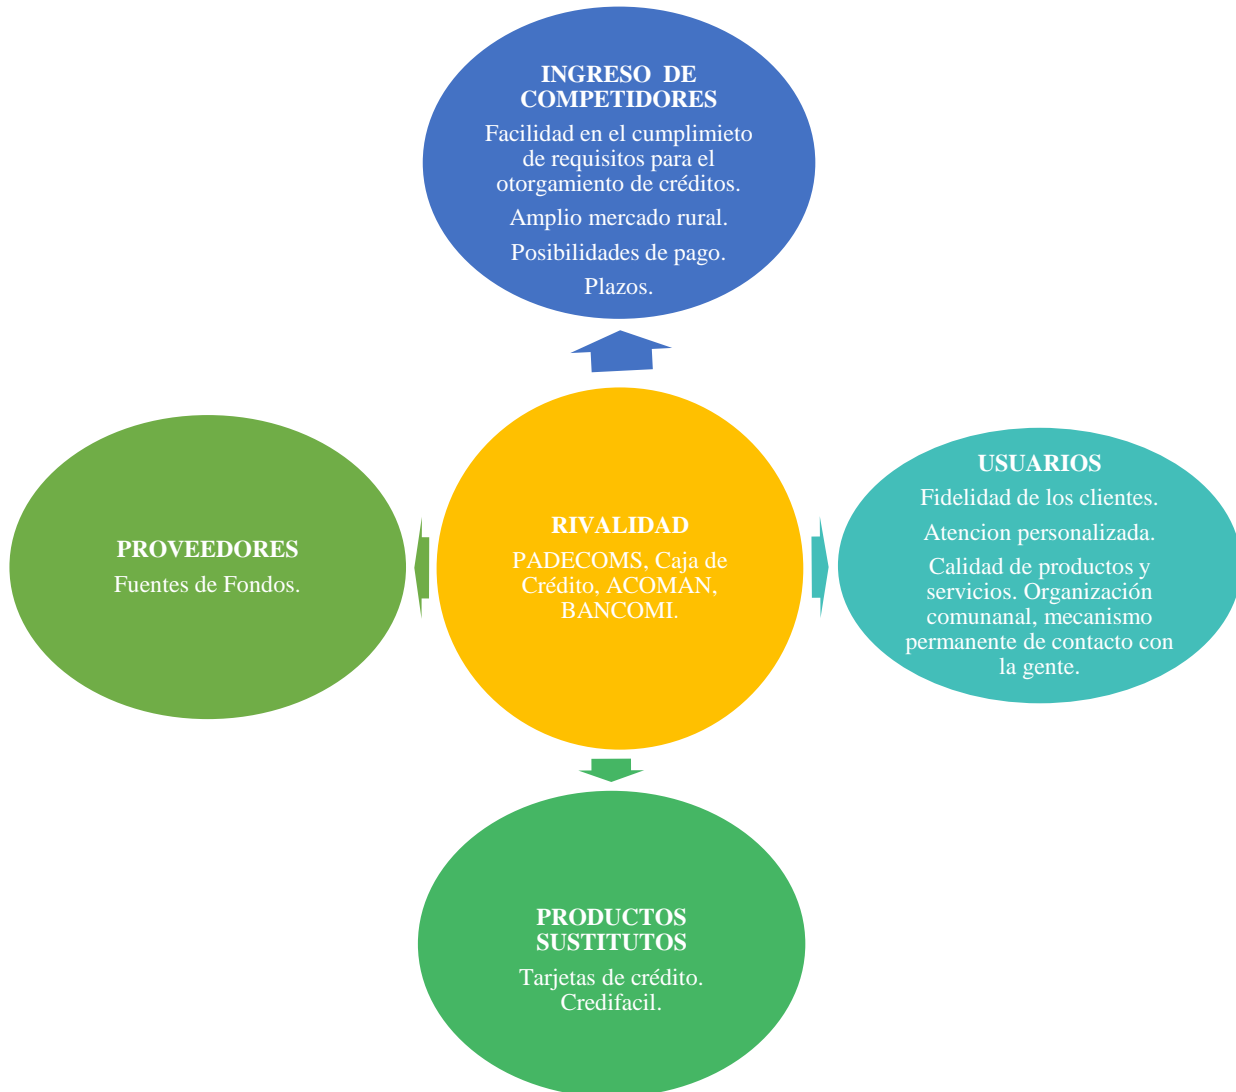 INGRESO DE
COMPETIDORES
Facilidad en el cumplimieto
de requisitos para el
otorgamiento de créditos.
Amplio mercado rural.
Posibilidades de pago.
Plazos.
PROVEEDORES
Fuentes de Fondos.
RIVALIDAD
PADECOMS, Caja de
Crédito, ACOMAN,
BANCOMI.
USUARIOS
Fidelidad de los clientes.
Atencion personalizada.
Calidad de productos y
servicios. Organización
comunanal, mecanismo
permanente de contacto con
la gente.
PRODUCTOS
SUSTITUTOS
Tarjetas de crédito.
Credifacil.